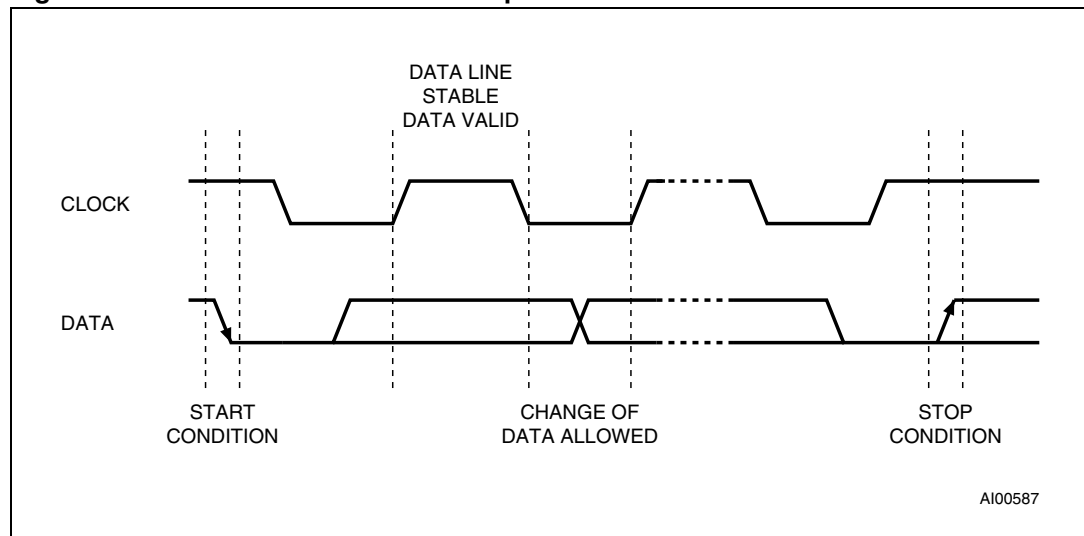 DATA LINE
STABLE
DATA VALID
CLOCK
DATA
START
CONDITION
CHANGE OF
DATA ALLOWED
STOP
CONDITION
AI00587